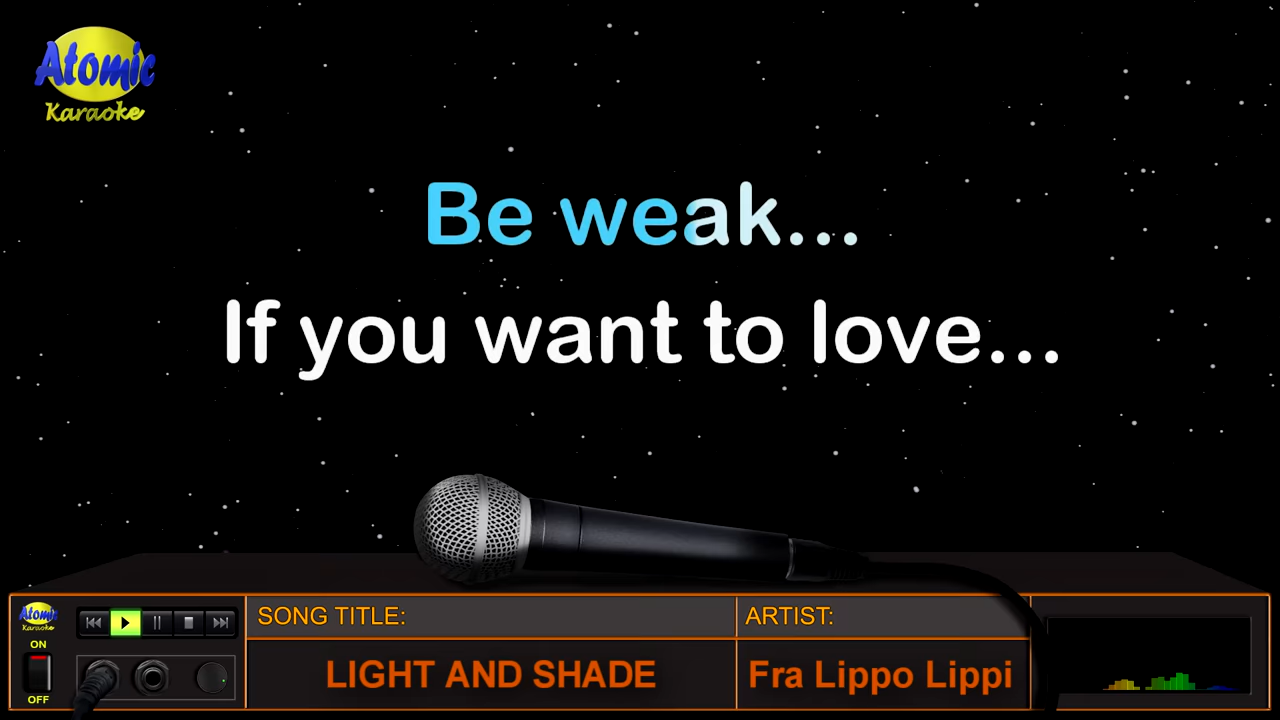 Atomic
Karaoke
Be weak...
If you want to love...
Atomic
Karaoke
ON
OFF
SONG TITLE:
LIGHT AND SHADE
ARTIST:
Fra Lippo Lippi